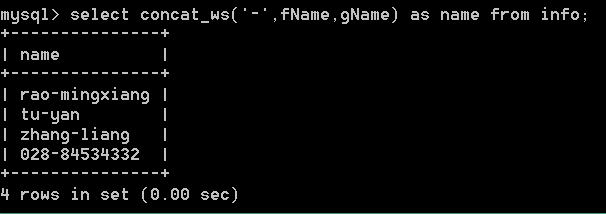 mysql> select concat_ws('-',fName,gName) as name from info;
+---------------+
| name          |
+---------------+
| rao-mingxiang |
| tu-yan        |
| zhang-liang   |
| 028-84534332  |
+---------------+
4 rows in set (0.00 sec)